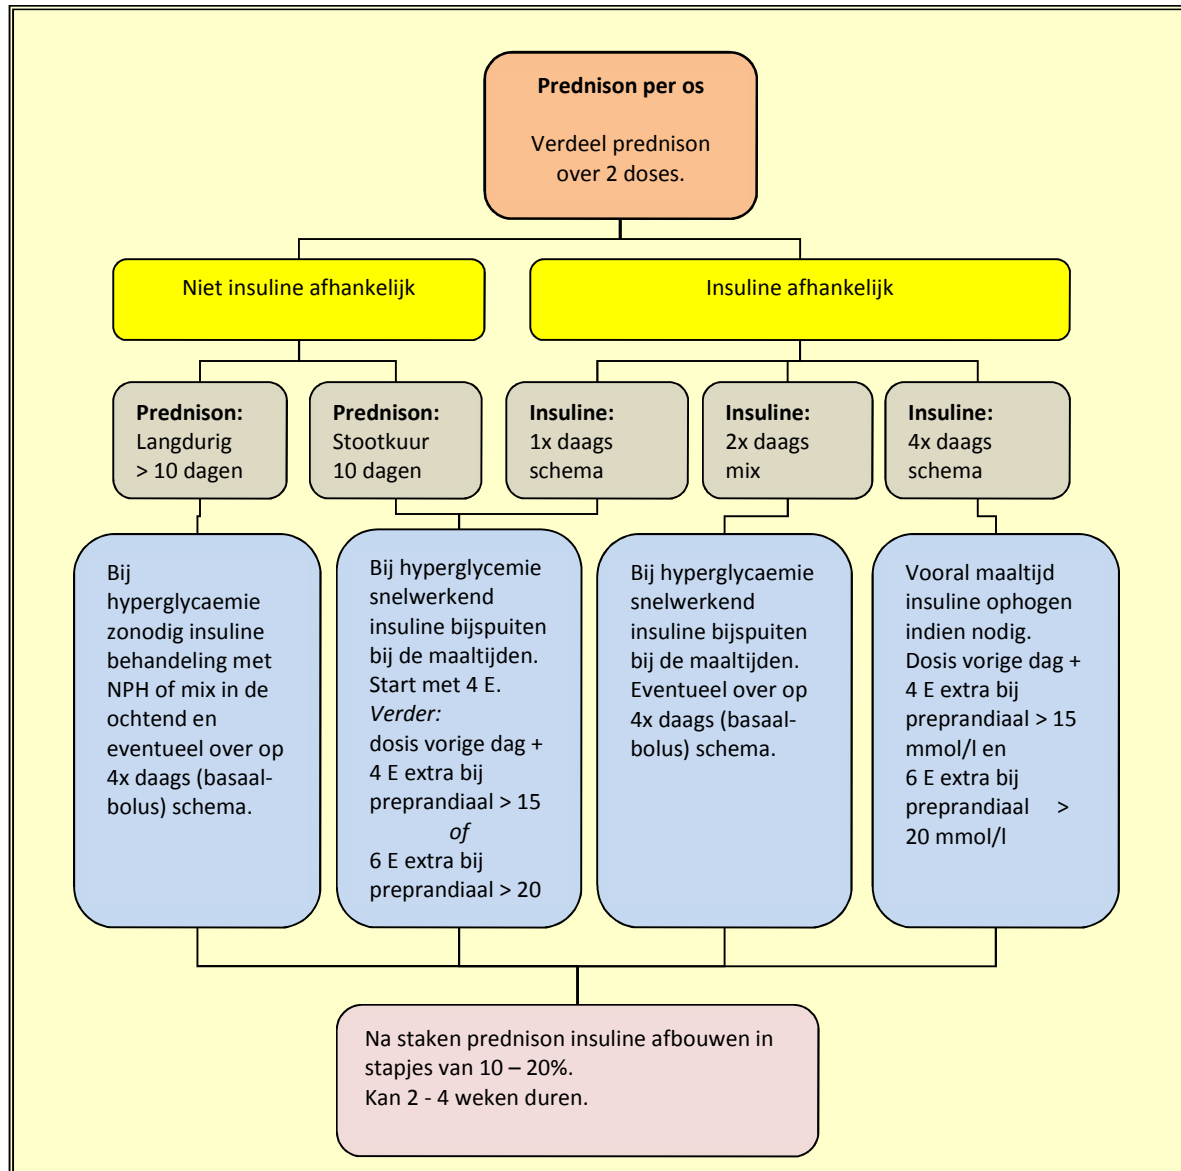 Prednison per os
Verdeel prednison
over 2 doses.
Niet insuline afhankelijk
Insuline afhankelijk
Prednison:
Langdurig
> 10 dagen
Prednison:
Stootkuur
10 dagen
Insuline:
1x daags
schema
Insuline:
2x daags
mix
Insuline:
4x daags
schema
Bij
hyperglycaemie
zonodig insuline
behandeling met
NPH of mix in de
ochtend en
eventueel over op
4x daags (basaal-
bolus) schema.
Bij hyperglycemie
snelwerkend
insuline bijspuiten
bij de maaltijden.
Start met 4 E.
Verder:
dosis vorige dag +
4 E extra bij
preprandiaal > 15
of
6 E extra bij
preprandiaal > 20
Bij hyperglycaemie
snelwerkend
insuline bijspuiten
bij de maaltijden.
Eventueel over op
4x daags (basaal-
bolus) schema.
Vooral maaltijd
insuline ophogen
indien nodig.
Dosis vorige dag +
4 E extra bij
preprandiaal > 15
mmol/l en
6 E extra bij
preprandiaal >
20 mmol/l
Na staken prednison insuline afbouwen in
stapjes van 10 – 20%.
Kan 2 - 4 weken duren.